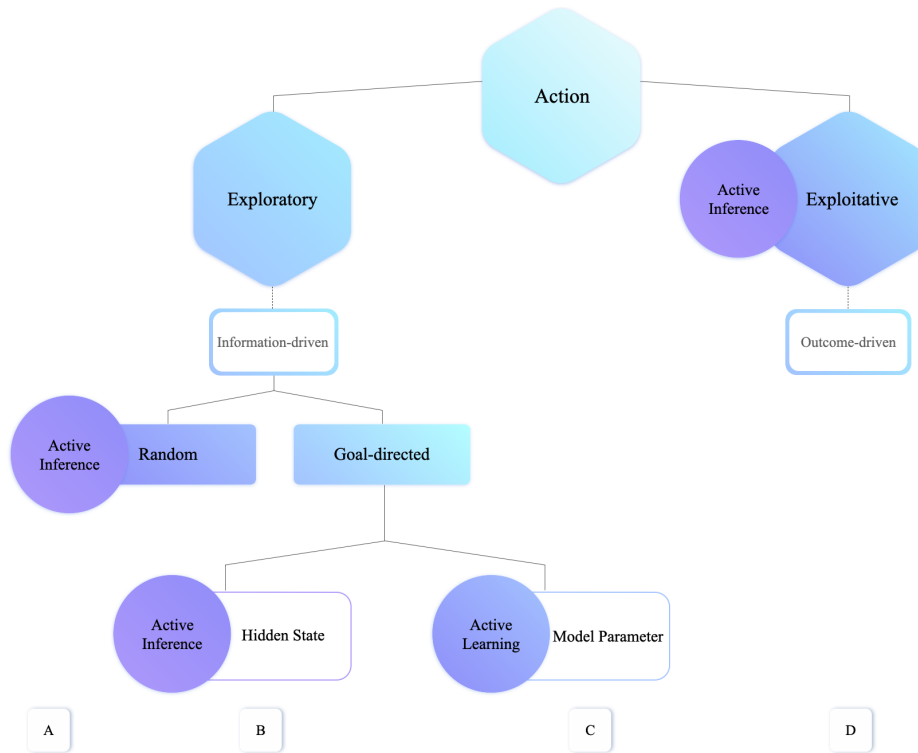 Action
Exploratory
Active
Inference
Exploitative
Information-driven
Outcome-driven
Active
Inference
Random
Goal-directed
Active
Inference
Hidden State
Active
Learning
Model Parameter
A
B
C
D